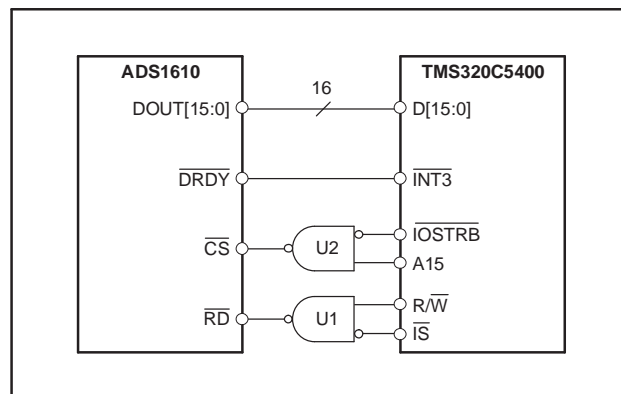 ADS1610
TMS320C5400
16
DOUT[15:0]
D[15:0]
DRDY
INT3
CS
U2
IOSTRB
A15
RD
U1
R/W
IS